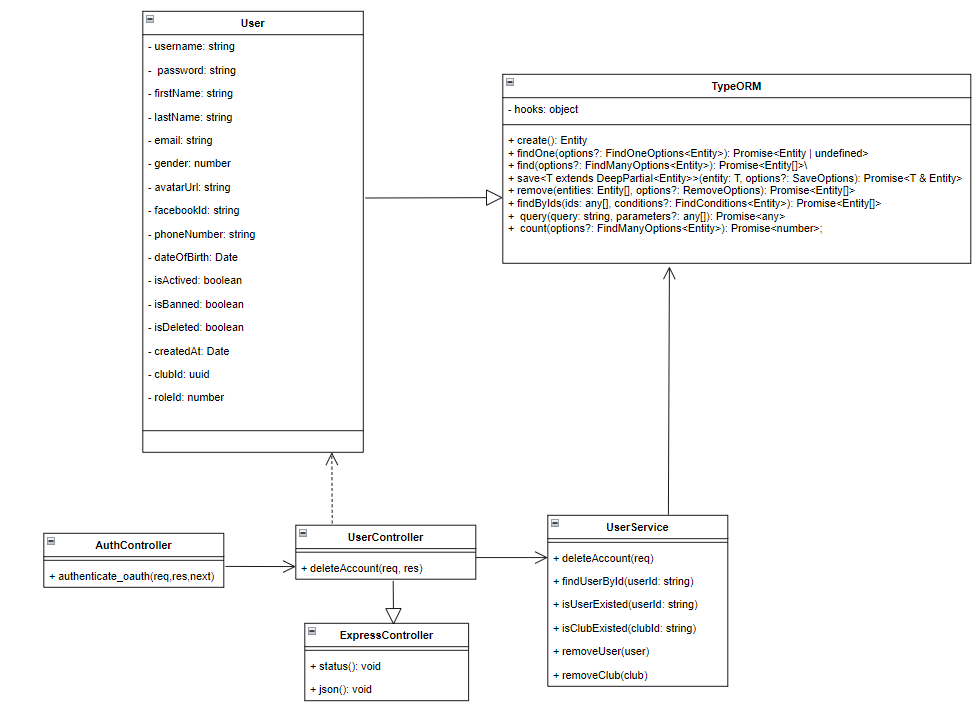 User
- username: string
- password: string
- firstName: string
- lastName: string
- email: string
- gender: number
- avatarUrl: string
- facebookId: string
- phoneNumber: string
- dateOfBirth: Date
- isActived: boolean
- isBanned: boolean
- isDeleted: boolean
- createdAt: Date
- clubId: uuid
- roleId: number
TypeORM
- hooks: object
+ create(): Entity
+ findOne(options?: FindOneOptions<Entity>): Promise<Entity | undefined>
+ find(options?: FindManyOptions<Entity>): Promise<Entity[]>\
+ save<T extends DeepPartial<Entity>>(entity: T, options?: SaveOptions): Promise<T & Entity>
+ remove(entities: Entity[], options?: RemoveOptions): Promise<Entity[]>
+ findByIds(ids: any[], conditions?: FindConditions<Entity>): Promise<Entity[]>
+ query(query: string, parameters?: any[]): Promise<any>
+ count(options?: FindManyOptions<Entity>): Promise<number>;
AuthController
+ authenticate_oauth(req,res,next)
UserController
+ deleteAccount(req, res)
ExpressController
+ status(): void
+ json(): void
UserService
+ deleteAccount(req)
+ findUserById(userId: string)
+ isUserExisted(userId: string)
+ isClubExisted(clubId: string)
+ removeUser(user)
+ removeClub(club)